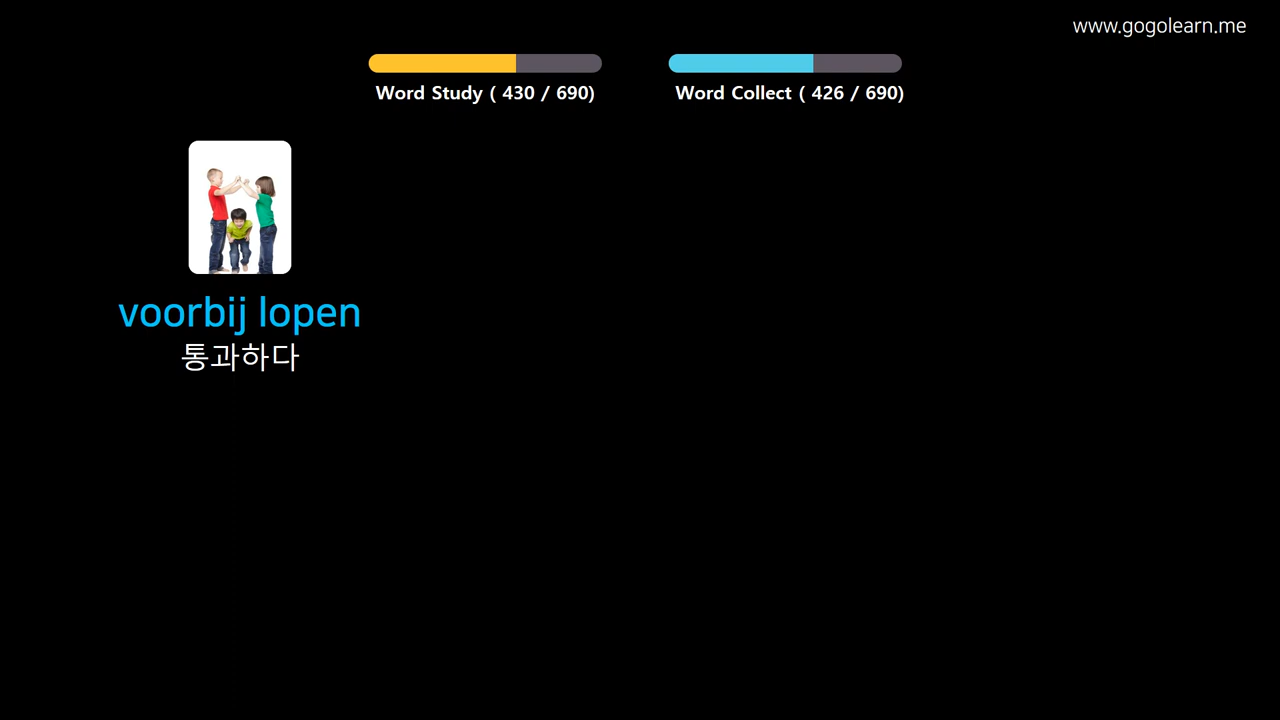 www.gogolearn.me
Word Study ( 430 / 690)
Word Collect ( 426 / 690)
voorbij lopen
통과하다